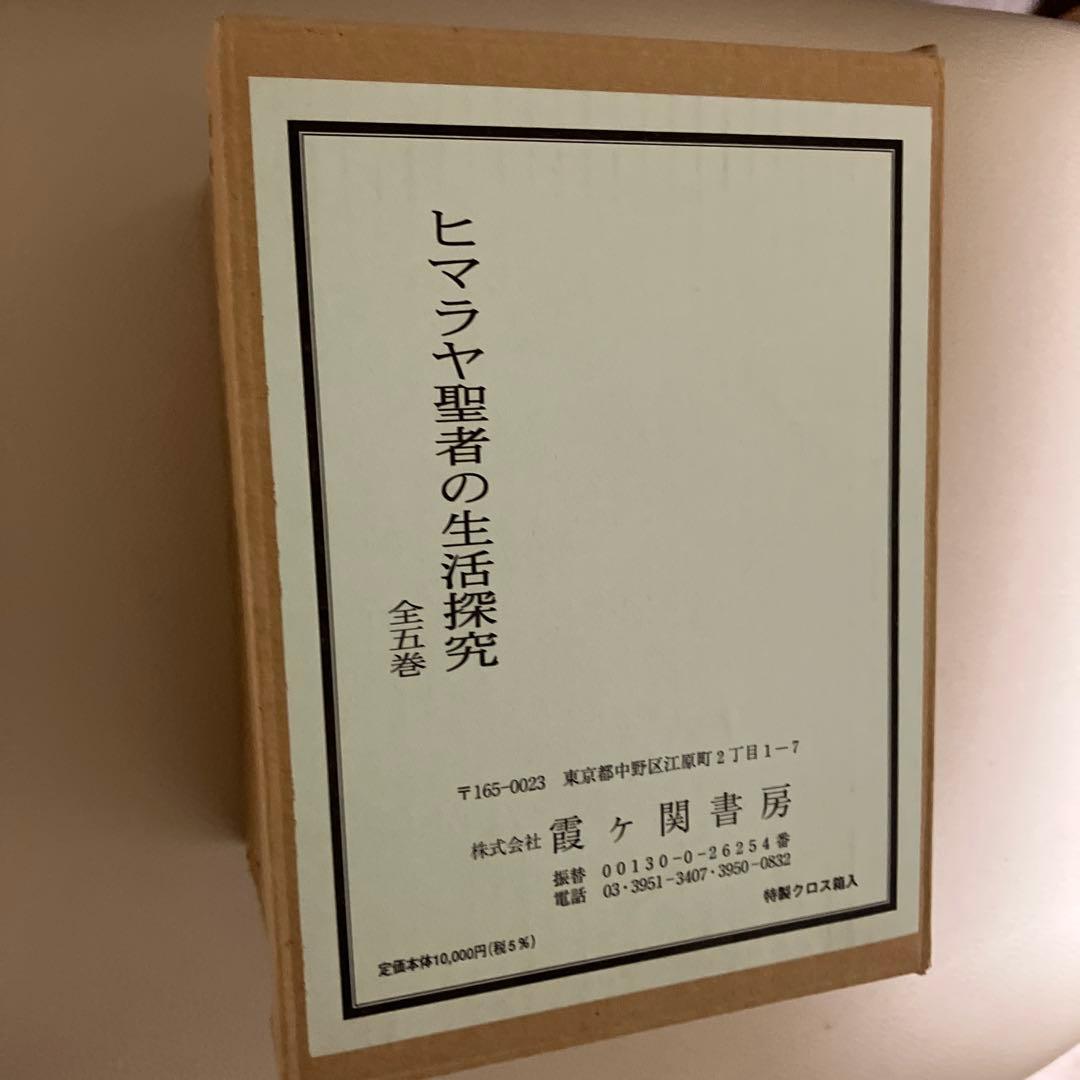 ヒマラヤ聖者の生活探究
全五巻
〒165-0023 東京都中野区江原町2丁目1−7
株式会社 霞ヶ関書房
振替 00130-0-26254番
電話 03・3951-3407・3950-0832
特製クロス箱入
定価本体10,000円(税5%)